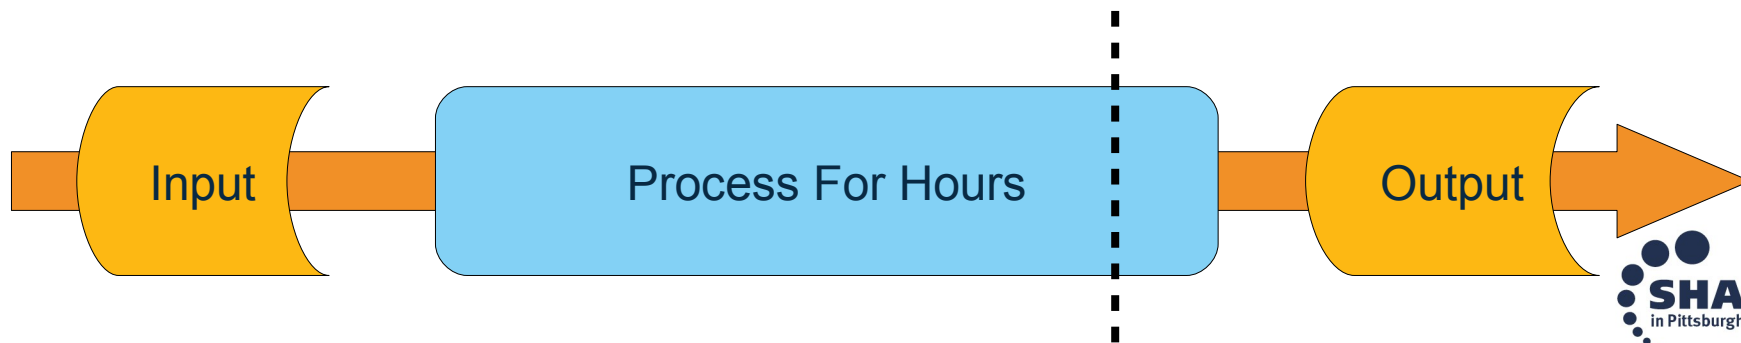 Input
Process For Hours
Output
SHA
in Pittsburgh